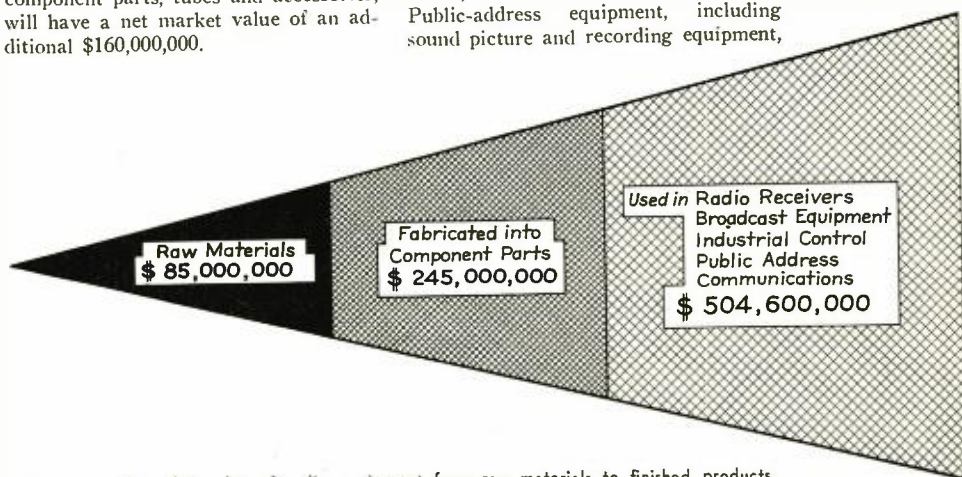 component parts, tubes and accessories,
will have a net market value of an ad-
ditional $160,000,000.
Public-address equipment, including
sound picture and recording equipment,
Raw Materials
$ 85,000,000
Fabricated into
Component Parts
$ 245,000,000
Used in Radio Receivers
Broadcast Equipment
Industrial Control
Public Address
Communications
$ 504,600,000
from raw materials to finished products